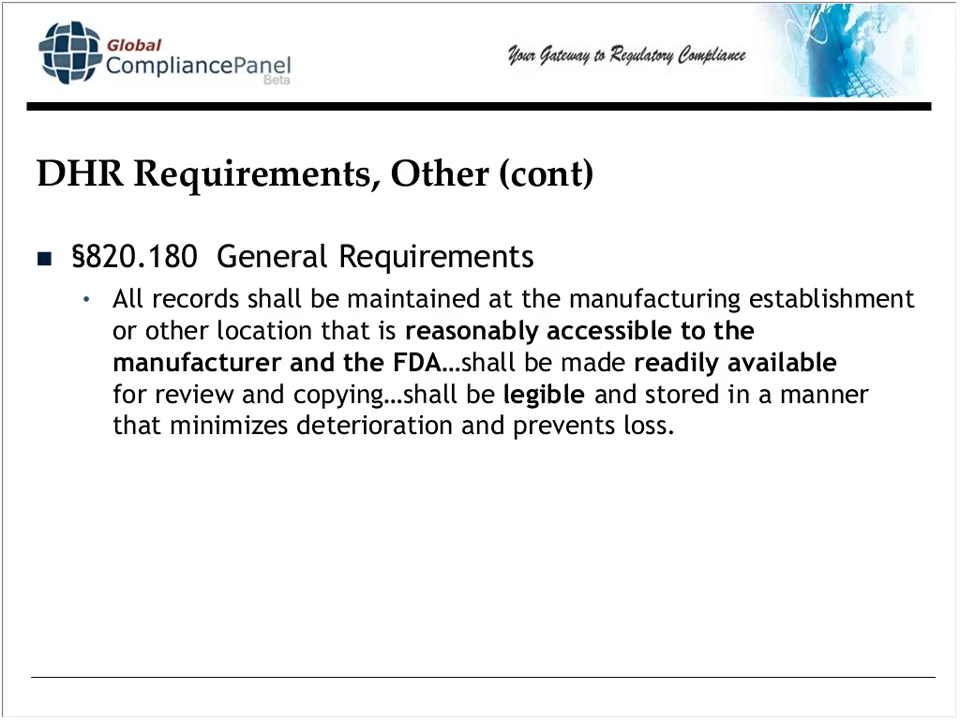 Global
CompliancePanel
Beta
Your Gateway to Regulatory Compliance
DHR Requirements, Other (cont)
§820.180 General Requirements
• All records shall be maintained at the manufacturing establishment
or other location that is reasonably accessible to the
manufacturer and the FDA…shall be made readily available
for review and copying…shall be legible and stored in a manner
that minimizes deterioration and prevents loss.